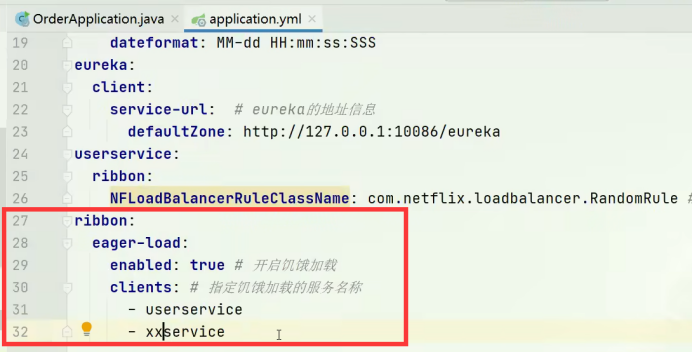 OrderApplication.java × application.yml ×
19 dateformat: MM-dd HH:mm:ss:SSS
20 eureka:
21 client:
22 service-url: # eureka的地址信息
23 defaultZone: http://127.0.0.1:10086/eureka
24 userservice:
25 ribbon:
26 NFLoadBalancerRuleClassName: com.netflix.loadbalancer.RandomRule #
27 ribbon:
28 eager-load:
29 enabled: true # 开启饥饿加载
30 clients: # 指定饥饿加载的服务名称
31 - userservice
32 - xxservice